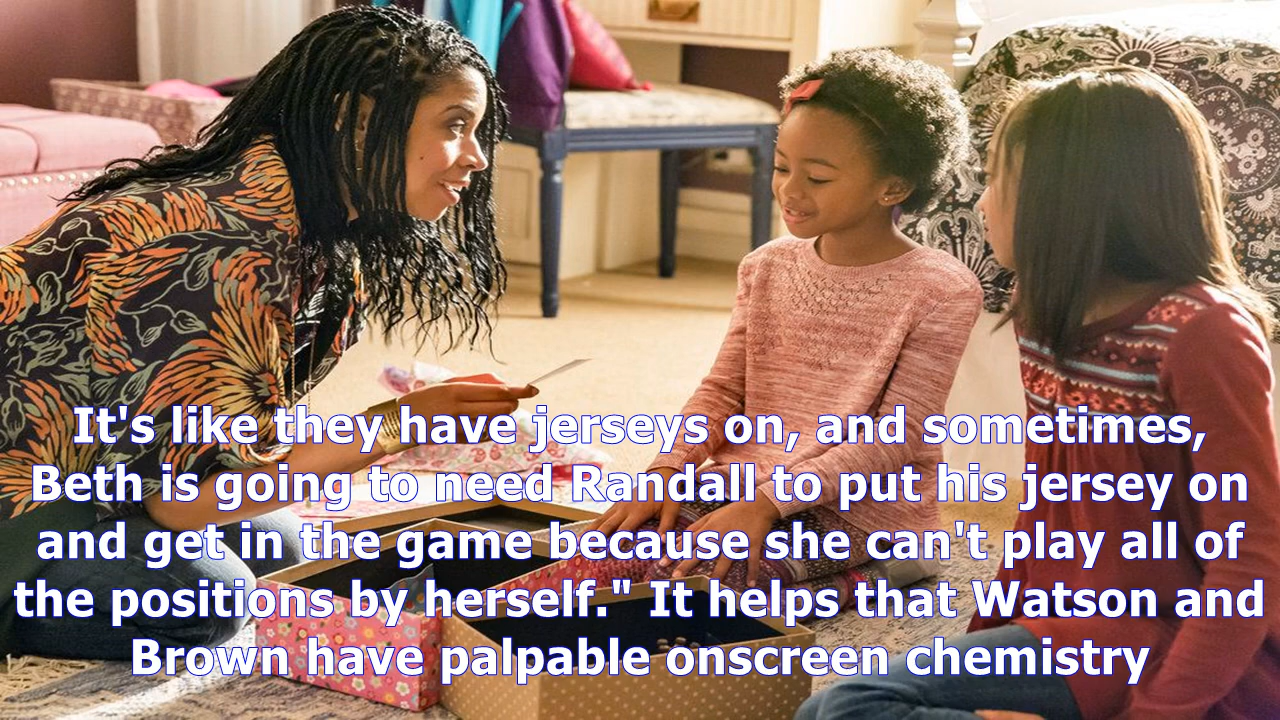 It's like they have jerseys on, and sometimes,
Beth is going to need Randall to put his jersey on
and get in the game because she can't play all of
the positions by herself." It helps that Watson and
Brown have palpable onscreen chemistry